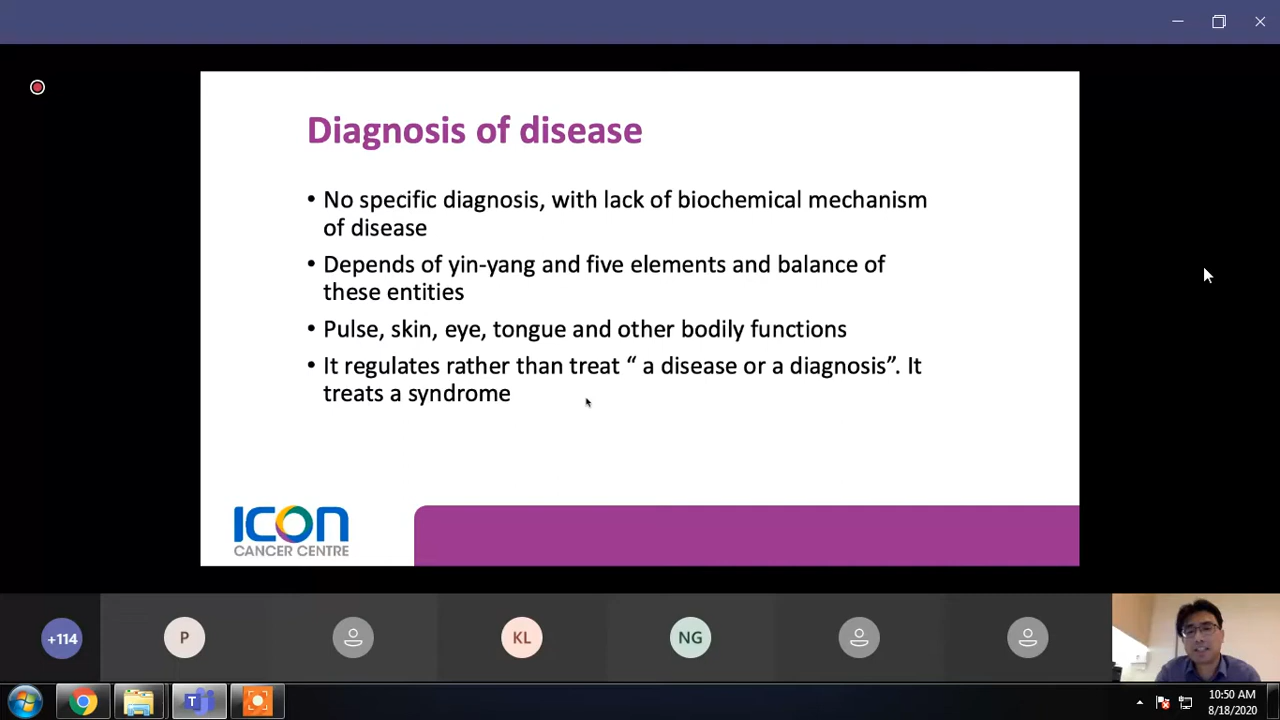 Diagnosis of disease
• No specific diagnosis, with lack of biochemical mechanism
of disease
• Depends of yin-yang and five elements and balance of
these entities
• Pulse, skin, eye, tongue and other bodily functions
• It regulates rather than treat “ a disease or a diagnosis”. It
treats a syndrome
ICON
CANCER CENTRE
+114
P
KL
NG
10:50 AM
8/18/2020